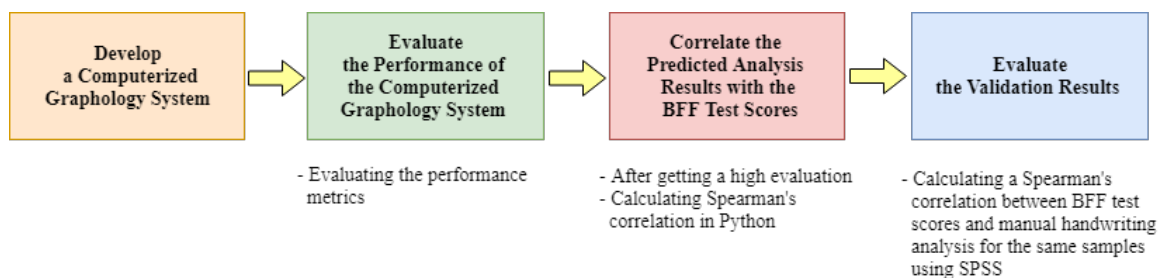 Develop
a Computerized
Graphology System
Evaluate
the Performance of
the Computerized
Graphology System
Correlate the
Predicted Analysis
Results with the
BFF Test Scores
Evaluate
the Validation Results
- Evaluating the performance
metrics
- After getting a high evaluation
- Calculating Spearman's
correlation in Python
- Calculating a Spearman's
correlation between BFF test
scores and manual handwriting
analysis for the same samples
using SPSS